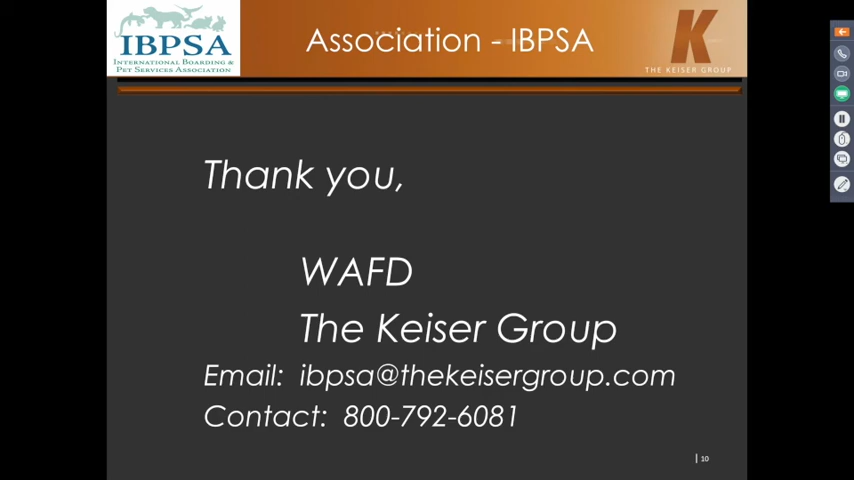 IBPSA
INTERNATIONAL BOARDING &
PET SERVICES ASSOCIATION
Association - IBPSA
K
THE KEISER GROUP
Thank you,
WAFD
The Keiser Group
Email: ibpsa@thekeisergroup.com
Contact: 800-792-6081
10